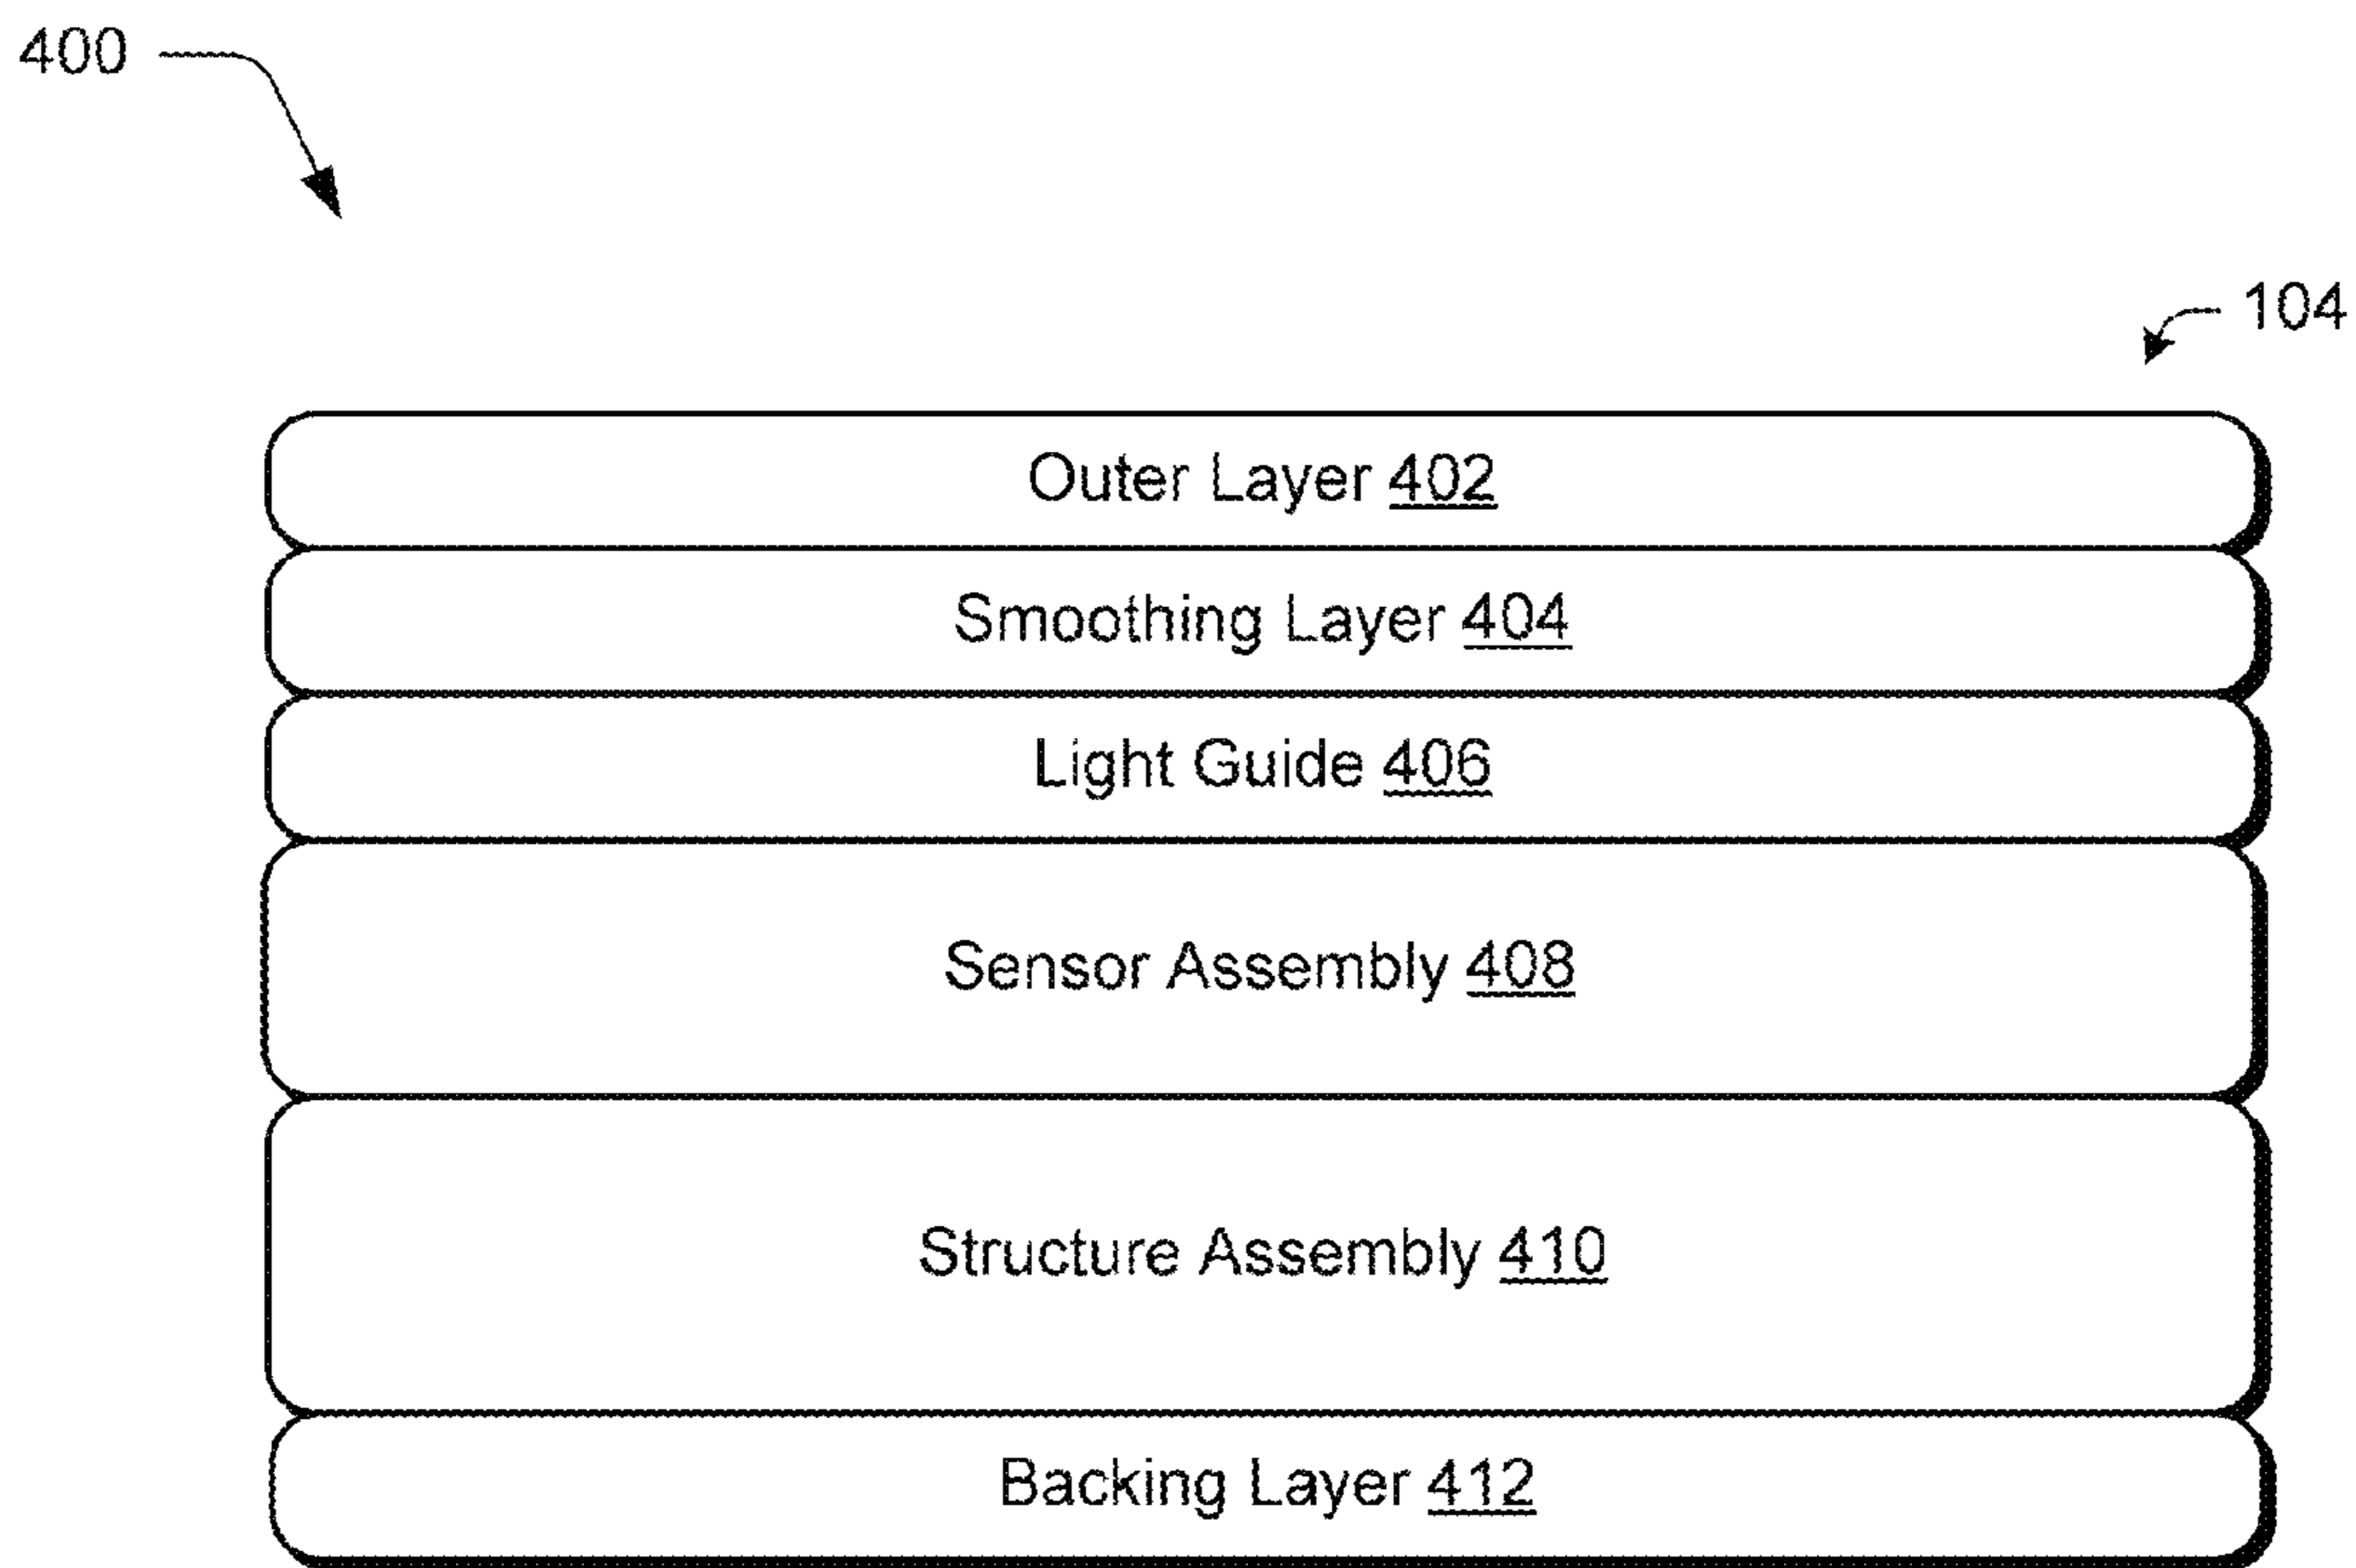 400
104
Outer Layer 402
Smoothing Layer 404
Light Guide 406
Sensor Assembly 408
Structure Assembly 410
Backing Layer 412